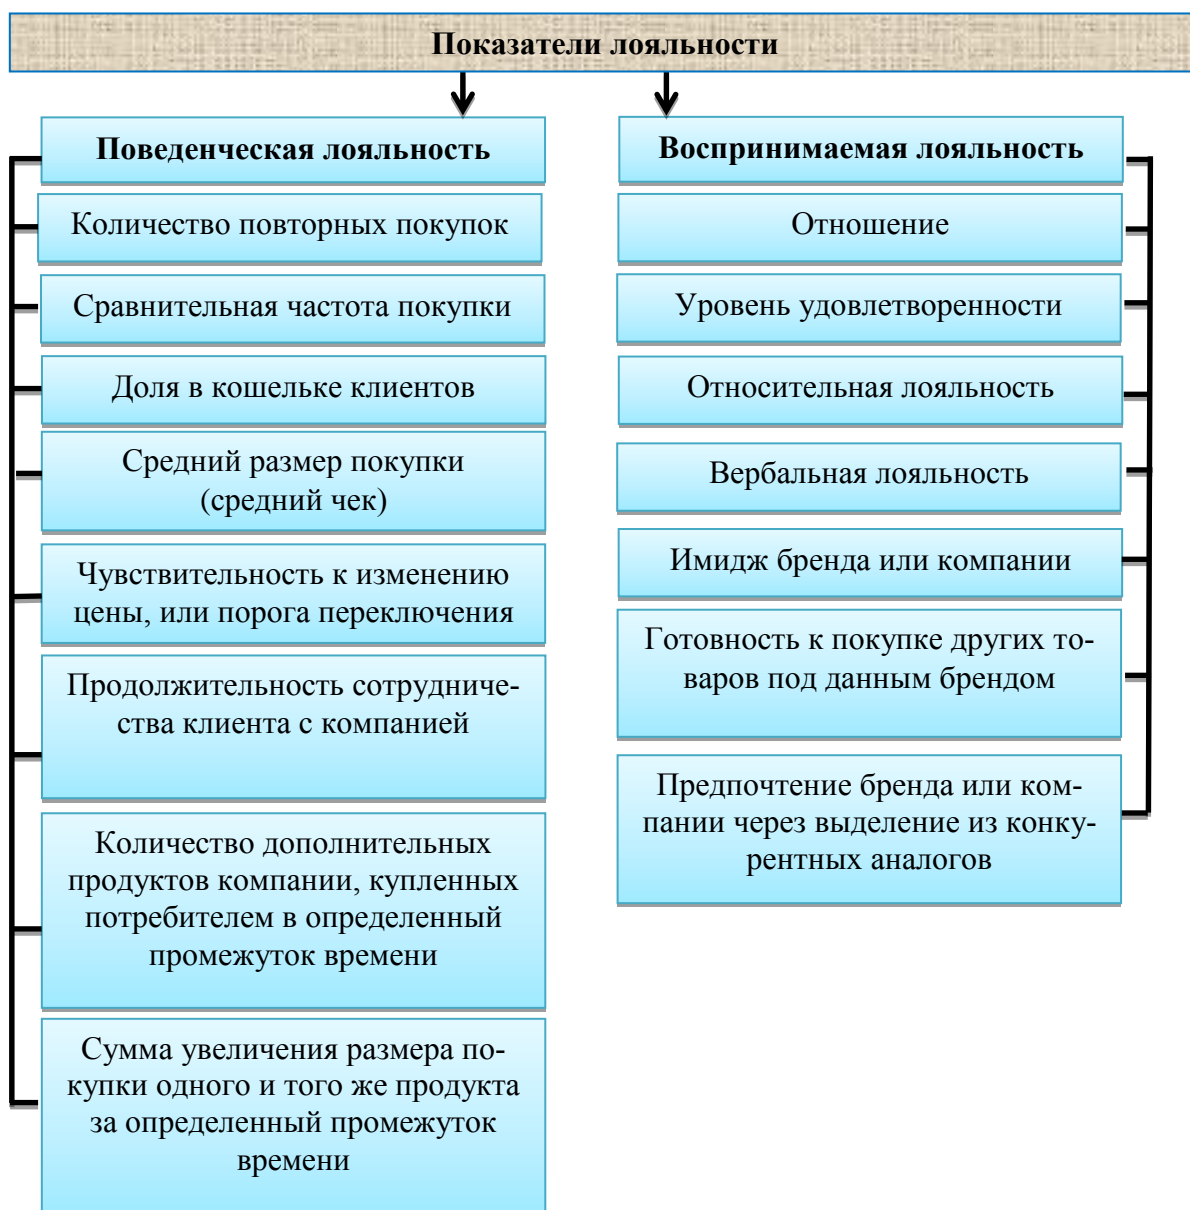 Показатели лояльности
Поведенческая лояльность
Количество повторных покупок
Сравнительная частота покупки
Доля в кошельке клиентов
Средний размер покупки
(средний чек)
Чувствительность к изменению
цены, или порога переключения
Продолжительность сотрудниче-
ства клиента с компанией
Количество дополнительных
продуктов компании, купленных
потребителем в определенный
промежуток времени
Сумма увеличения размера по-
купки одного и того же продукта
за определенный промежуток
времени
Воспринимаемая лояльность
Отношение
Уровень удовлетворенности
Относительная лояльность
Вербальная лояльность
Имидж бренда или компании
Готовность к покупке других то-
варов под данным брендом
Предпочтение бренда или ком-
пании через выделение из конку-
рентных аналогов